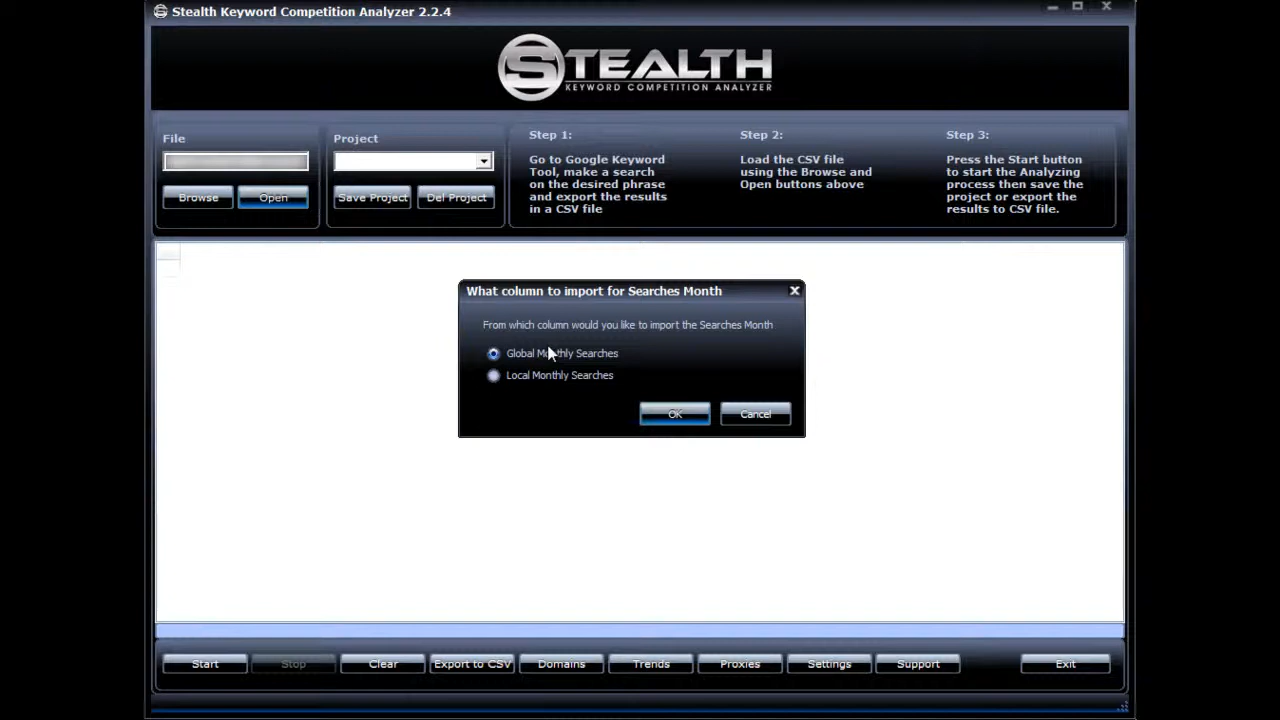 Stealth Keyword Competition Analyzer 2.2.4
STEALTH
KEYWORD COMPETITION ANALYZER
File
Browse
Open
Project
Save Project
Del Project
Step 1:
Go to Google Keyword
Tool, make a search
on the desired phrase
and export the results
in a CSV file
Step 2:
Load the CSV file
using the Browse and
Open buttons above
Step 3:
Press the Start button
to start the Analyzing
process then save the
project or export the
results to CSV file.
What column to import for Searches Month
From which column would you like to import the Searches Month
Global Monthly Searches
Local Monthly Searches
OK
Cancel
Start
Stop
Clear
Export to CSV
Domains
Trends
Proxies
Settings
Support
Exit